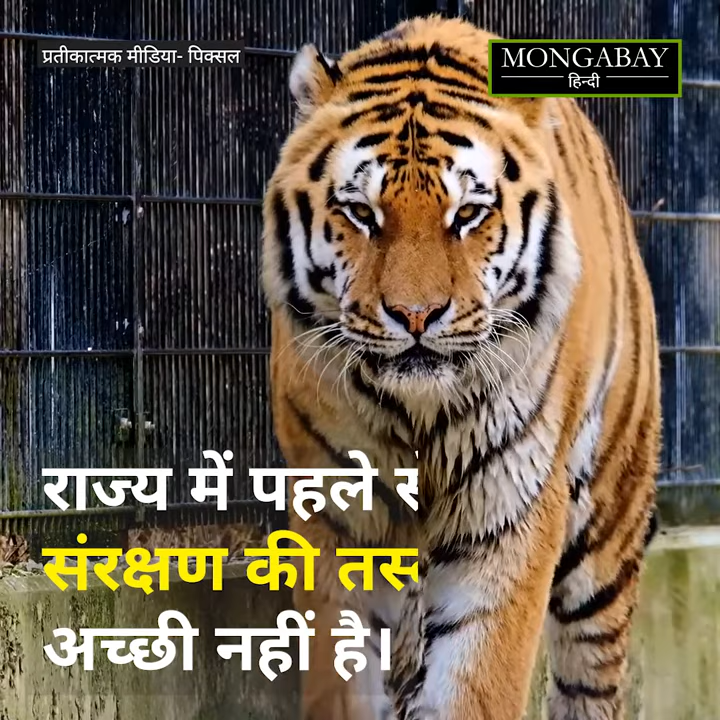 प्रतीकात्मक मीडिया- पिक्सल
MONGABAY
हिन्दी
राज्य में पहले
संरक्षण की
अच्छी नहीं है।